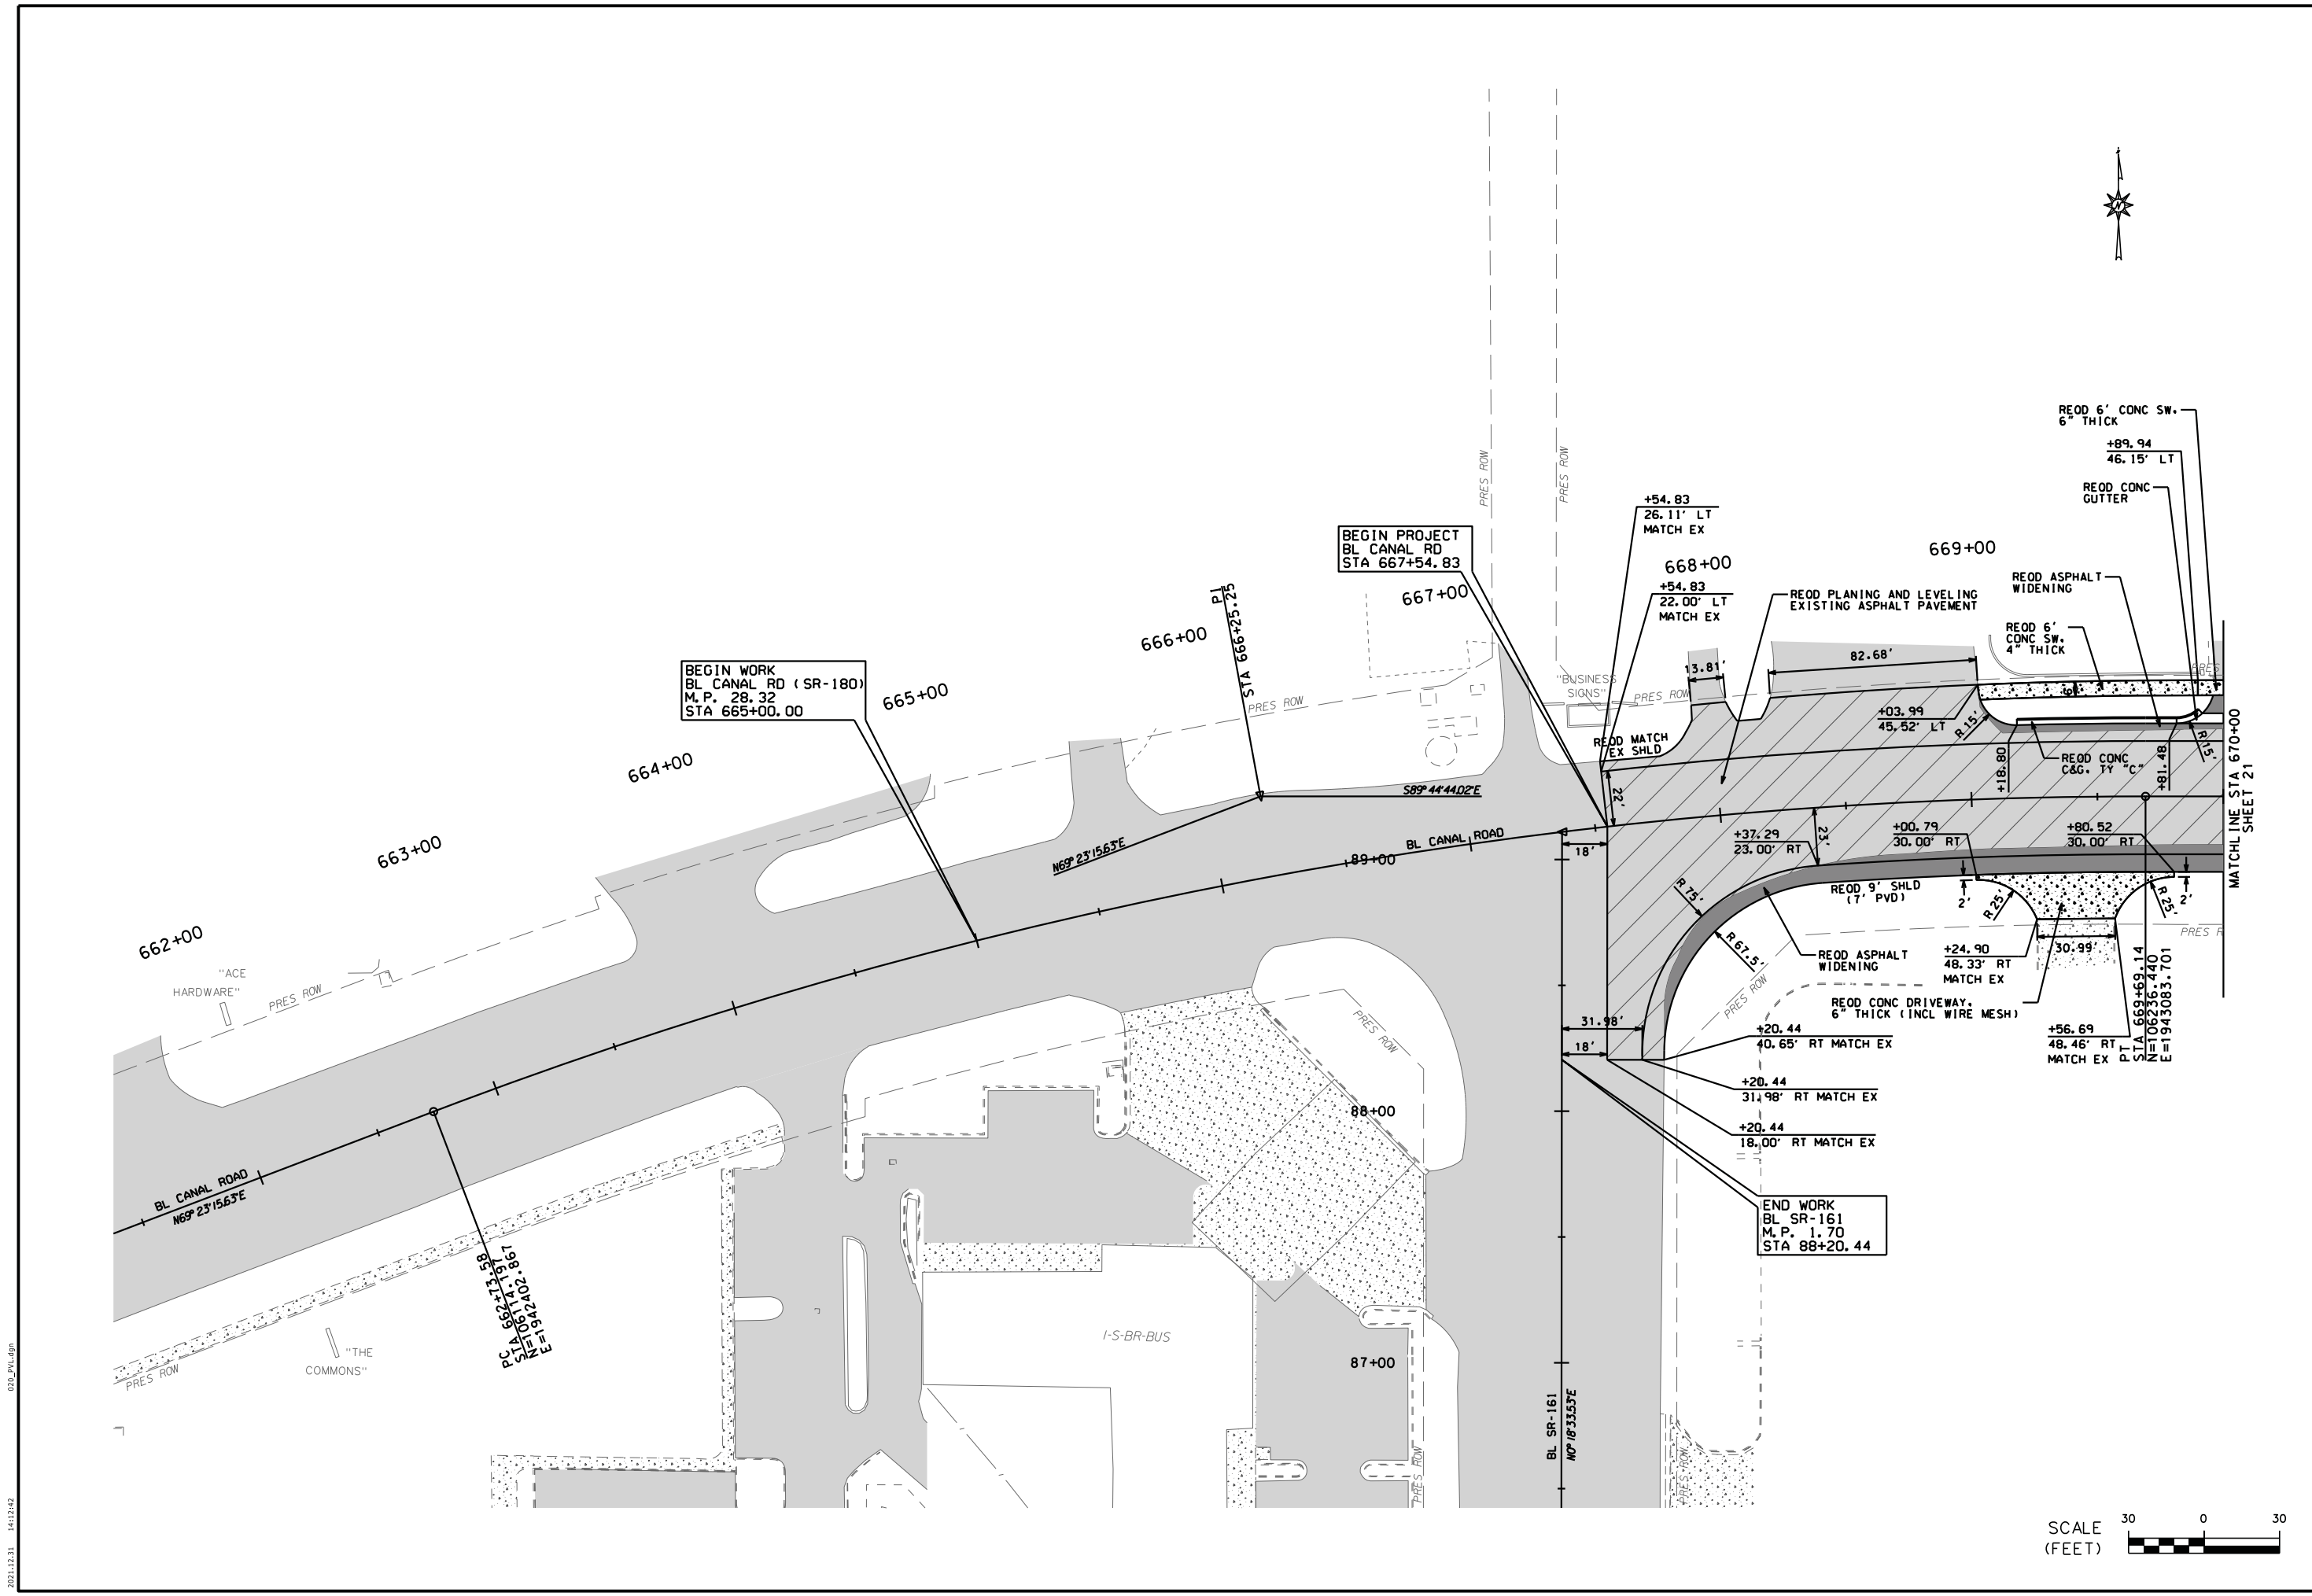 REQD 6' CONC SW.
6" THICK
+89.94
46.15' LT
REQD CONC
GUTTER
+54.83
26.11' LT
MATCH EX
BEGIN PROJECT
BL CANAL RD
STA 667+54.83
PRES ROW
PRES ROW
669+00
668+00
667+00
666+00
665+00
664+00
663+00
662+00
+54.83
22.00' LT
MATCH EX
REQD PLANING AND LEVELING
EXISTING ASPHALT PAVEMENT
REQD ASPHALT
WIDENING
REQD 6'
CONC SW.
4" THICK
PI
STA 666+25.25
BEGIN WORK
BL CANAL RD (SR-180)
M.P. 28.32
STA 665+00.00
13.81'
82.68'
PRES
6'
"BUSINESS
SIGNS"
PRES ROW
PRES ROW
+03.99
45.52' LT
R 15'
REQD MATCH
EX SHLD
+18.80
REQD CONC
C&G, TY "C"
+81.48
R 15'
MATCHLINE STA 670+00
SHEET 21
S89°44'44.02"E
22'
N69°23'15.63"E
BL CANAL ROAD
89+00
18'
+37.29
23.00' RT
23'
+00.79
30.00' RT
+80.52
30.00' RT
R 75'
REQD 9' SHLD
(7' PVD)
2'
R 25'
R 25'
2'
R 67.5'
REQD ASPHALT
WIDENING
+24.90
48.33' RT
MATCH EX
30.99'
PRES R
"ACE
HARDWARE"
PRES ROW
PRES ROW
PRES ROW
REQD CONC DRIVEWAY,
6" THICK (INCL WIRE MESH)
31.98'
18'
+20.44
40.65' RT MATCH EX
+56.69
48.46' RT
MATCH EX
PT
STA 669+69.14
N=106236.440
E=1943083.701
+20.44
31.98' RT MATCH EX
88+00
+20.44
18.00' RT MATCH EX
END WORK
BL SR-161
M.P. 1.70
STA 88+20.44
BL CANAL ROAD
N69°23'15.63"E
PC
STA 662+73.58
N=106114.197
E=1942402.867
"THE
COMMONS"
PRES ROW
I-S-BR-BUS
87+00
BL SR-161
N0°18'33.53"E
PRES ROW
PRES ROW
SCALE
(FEET)
30 0 30
020_PVL.dgn
2021.12.31 14:12:42